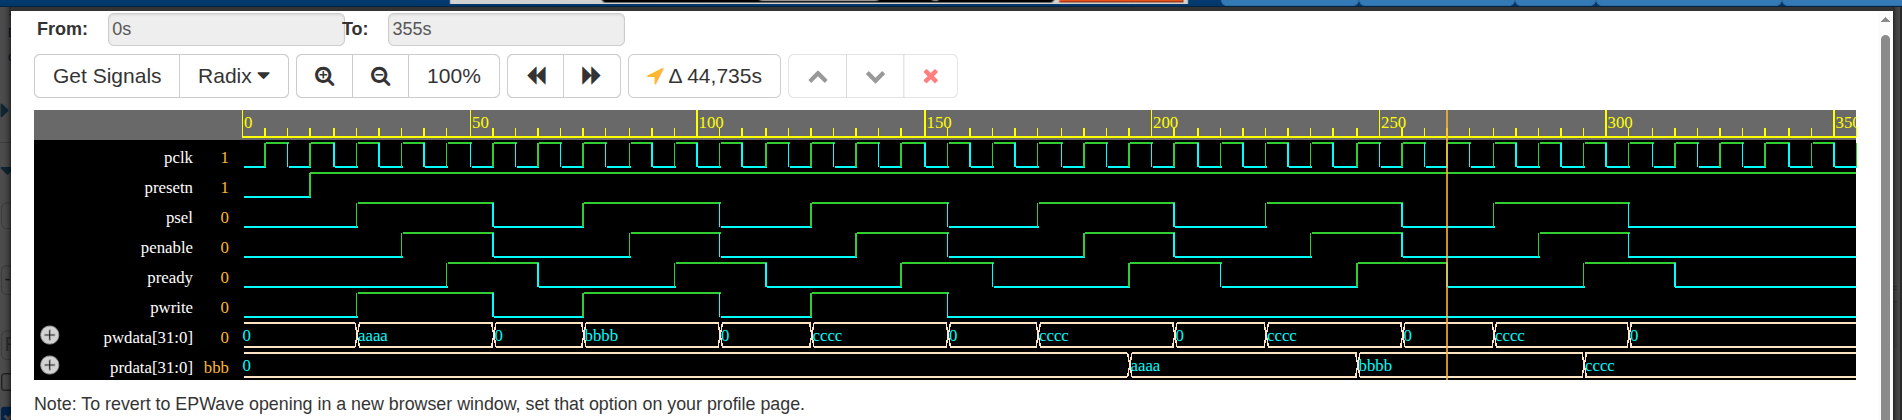 From: 0s To: 355s
Get Signals Radix 100% Δ 44,735s
0 50 100 150 200 250 300 350
pclk 1
presetn 1
psel 0
penable 0
pready 0
pwrite 0
pwdata[31:0] 0 0 aaaa 0 bbbb 0 cccc 0 cccc 0 cccc 0 cccc 0
prdata[31:0] bbb 0 aaaa bbbb cccc
Note: To revert to EPWave opening in a new browser window, set that option on your profile page.